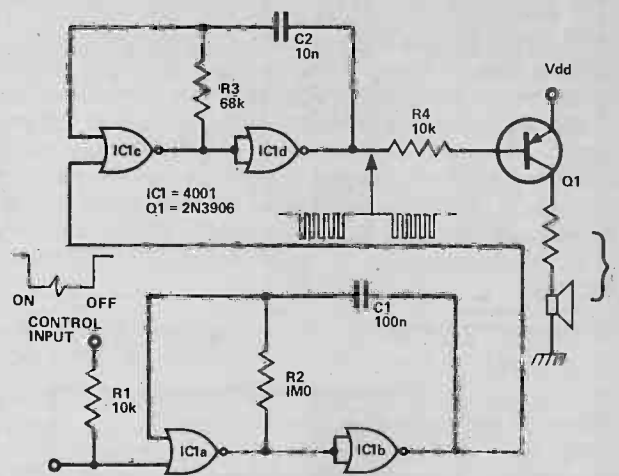 C2
10n
R3
68k
Vdd
R4
10k
IC1c
IC1d
Q1
IC1 = 4001
Q1 = 2N3906
ON
OFF
CONTROL
INPUT
C1
100n
R1
10k
R2
IM0
IC1a
IC1b